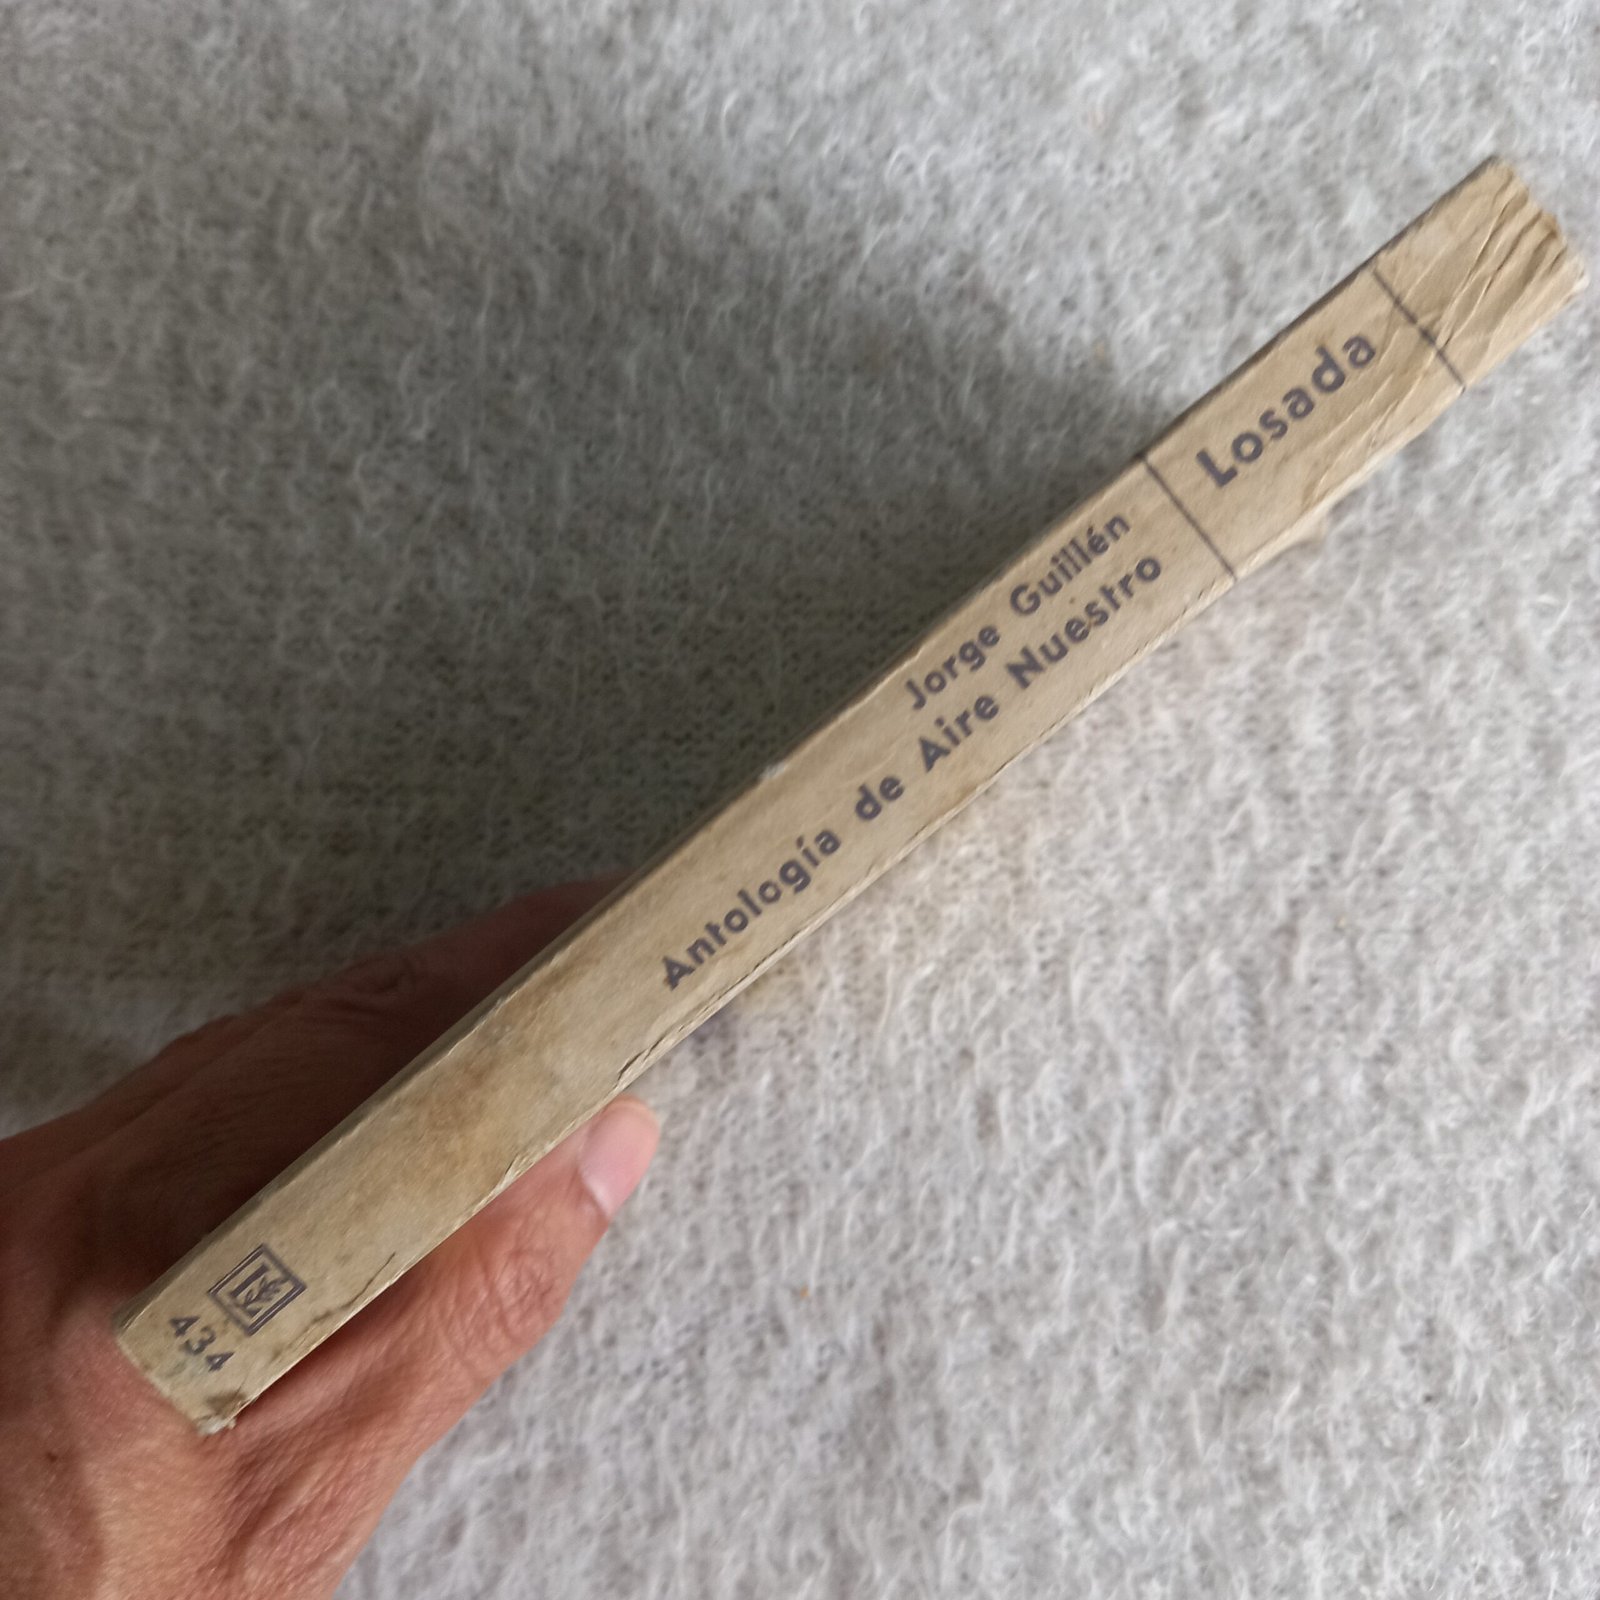 Losada
Jorge Guillén
Antología de Aire Nuestro
434